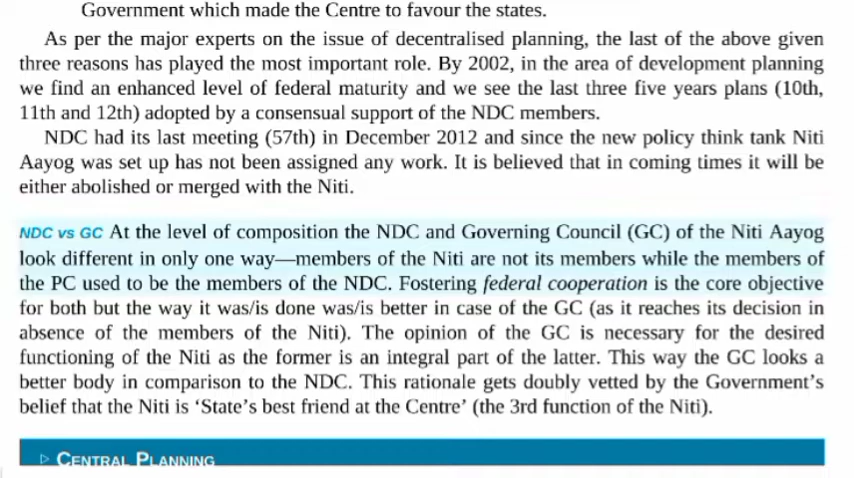 Government which made the Centre to favour the states.
As per the major experts on the issue of decentralised planning, the last of the above given
three reasons has played the most important role. By 2002, in the area of development planning
we find an enhanced level of federal maturity and we see the last three five years plans (10th,
11th and 12th) adopted by a consensual support of the NDC members.
NDC had its last meeting (57th) in December 2012 and since the new policy think tank Niti
Aayog was set up has not been assigned any work. It is believed that in coming times it will be
either abolished or merged with the Niti.
NDC vs GC At the level of composition the NDC and Governing Council (GC) of the Niti Aayog
look different in only one way—members of the Niti are not its members while the members of
the PC used to be the members of the NDC. Fostering federal cooperation is the core objective
for both but the way it was/is done was/is better in case of the GC (as it reaches its decision in
absence of the members of the Niti). The opinion of the GC is necessary for the desired
functioning of the Niti as the former is an integral part of the latter. This way the GC looks a
better body in comparison to the NDC. This rationale gets doubly vetted by the Government’s
belief that the Niti is ‘State’s best friend at the Centre’ (the 3rd function of the Niti).
▷ CENTRAL PLANNING